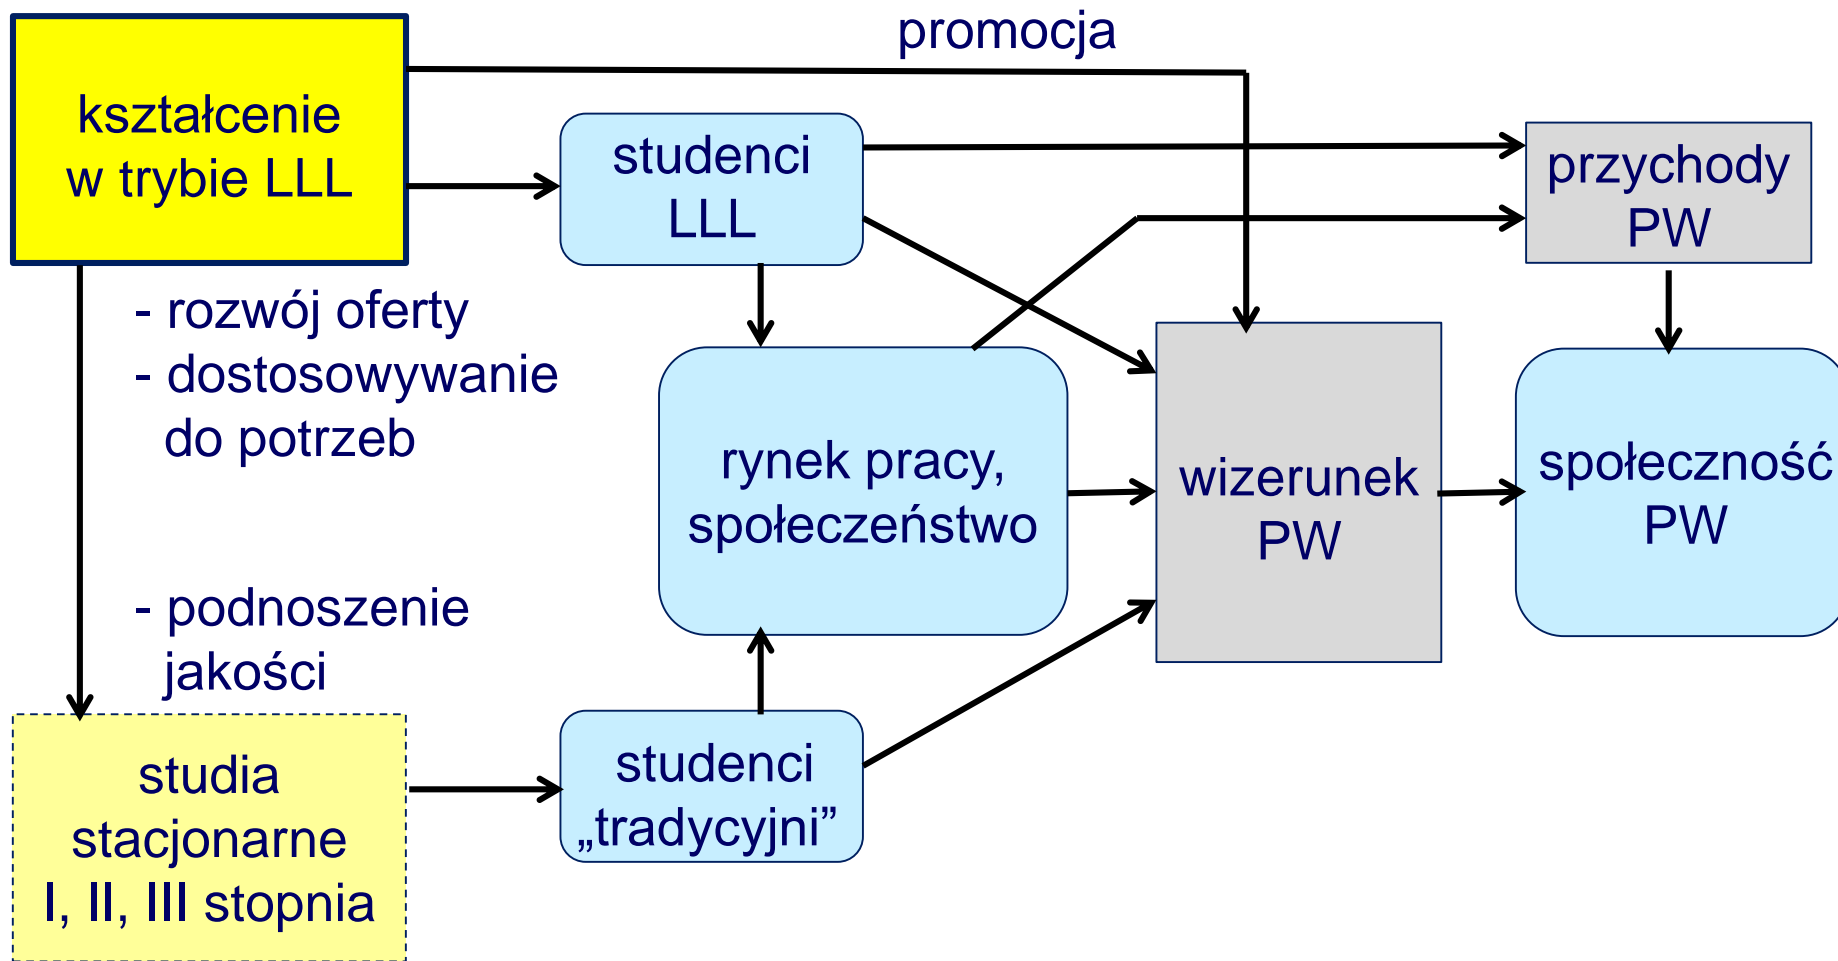 promocja
kształcenie
w trybie LLL
studenci
LLL
przychody
PW
- rozwój oferty
- dostosowywanie
do potrzeb
rynek pracy,
społeczeństwo
wizerunek
PW
społeczność
PW
- podnoszenie
jakości
studia
stacjonarne
I, II, III stopnia
studenci
„tradycyjni”